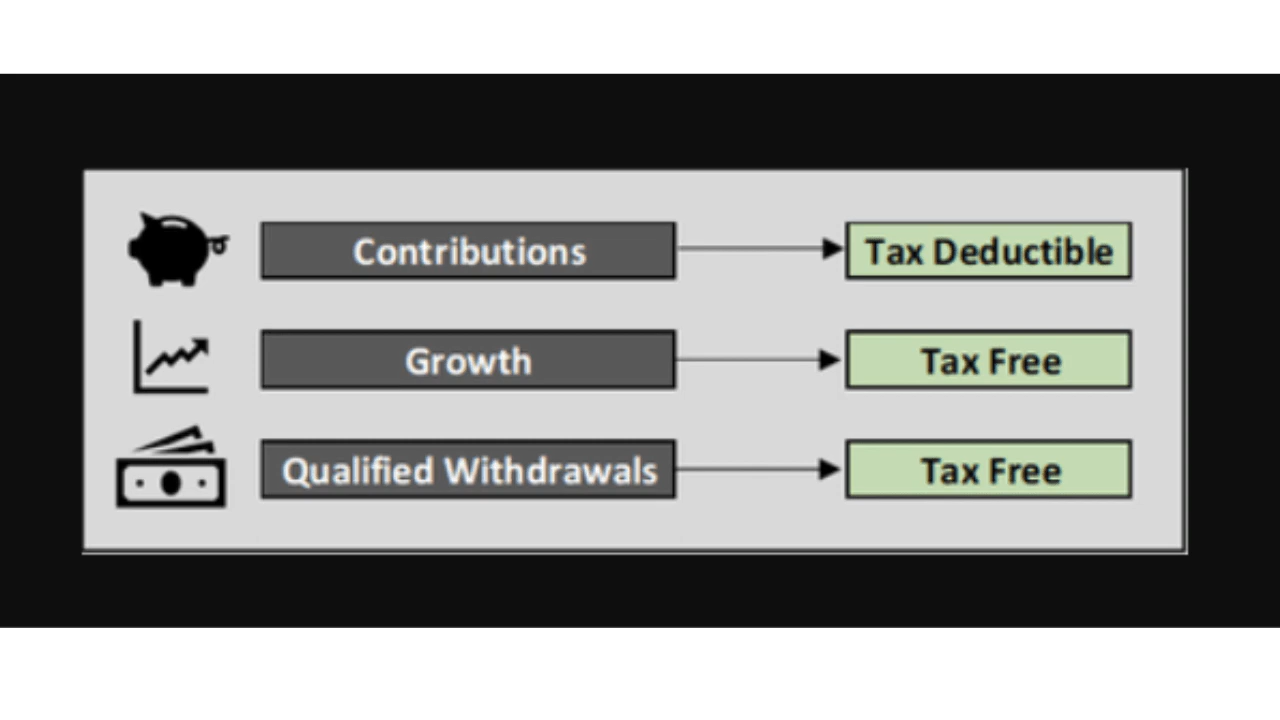 Contributions
Tax Deductible
Growth
Tax Free
Qualified Withdrawals
Tax Free